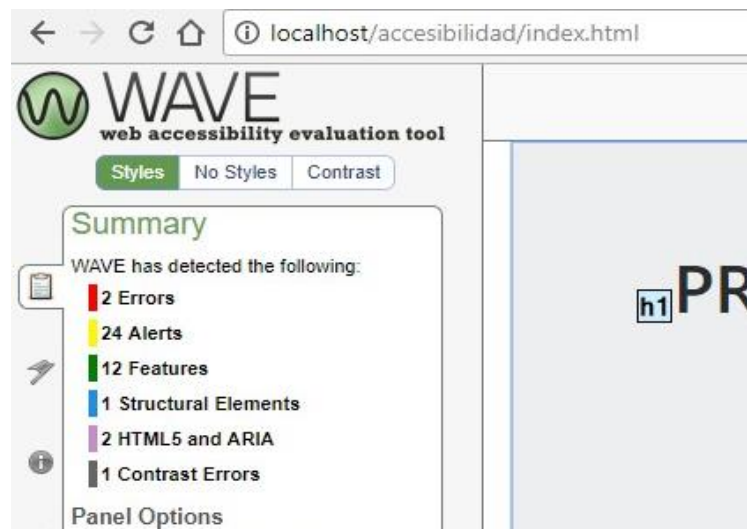 localhost/accesibilidad/index.html
WAVE
web accessibility evaluation tool
Styles No Styles Contrast
Summary
WAVE has detected the following:
2 Errors
24 Alerts
12 Features
1 Structural Elements
2 HTML5 and ARIA
1 Contrast Errors
Panel Options
h1 PR